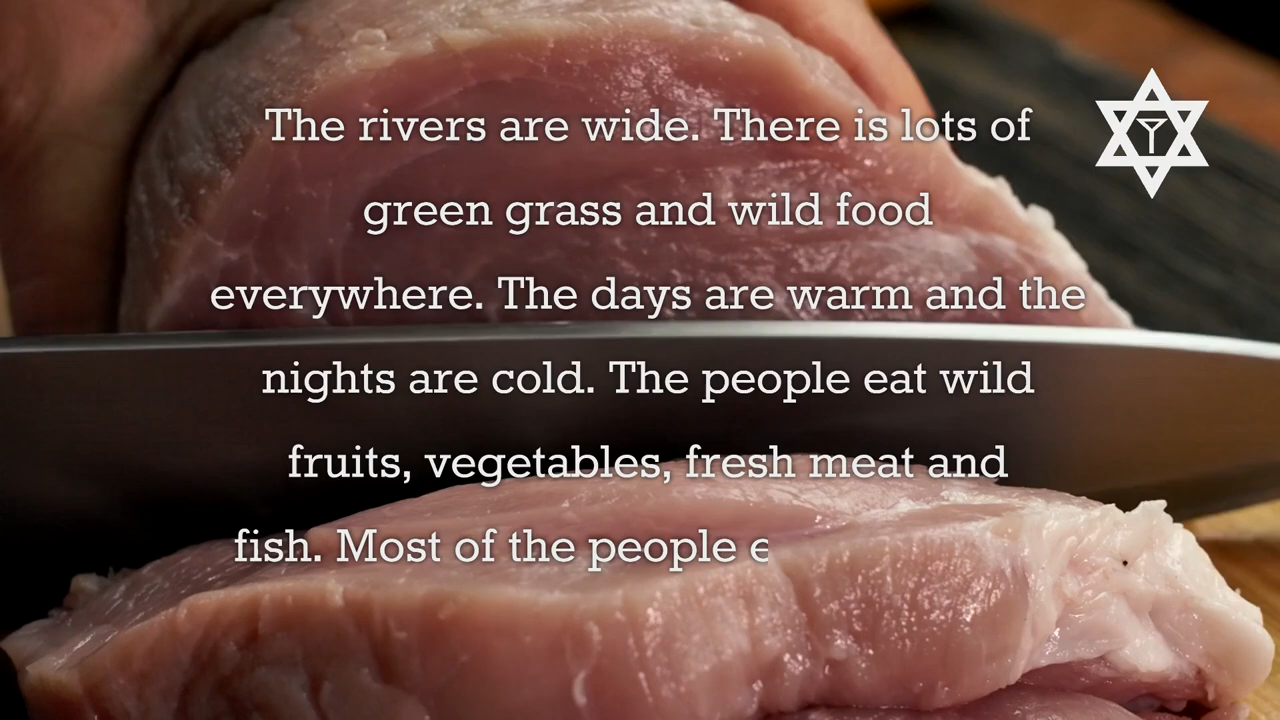 The rivers are wide. There is lots of
green grass and wild food
everywhere. The days are warm and the
nights are cold. The people eat wild
fruits, vegetables, fresh meat and
fish. Most of the people